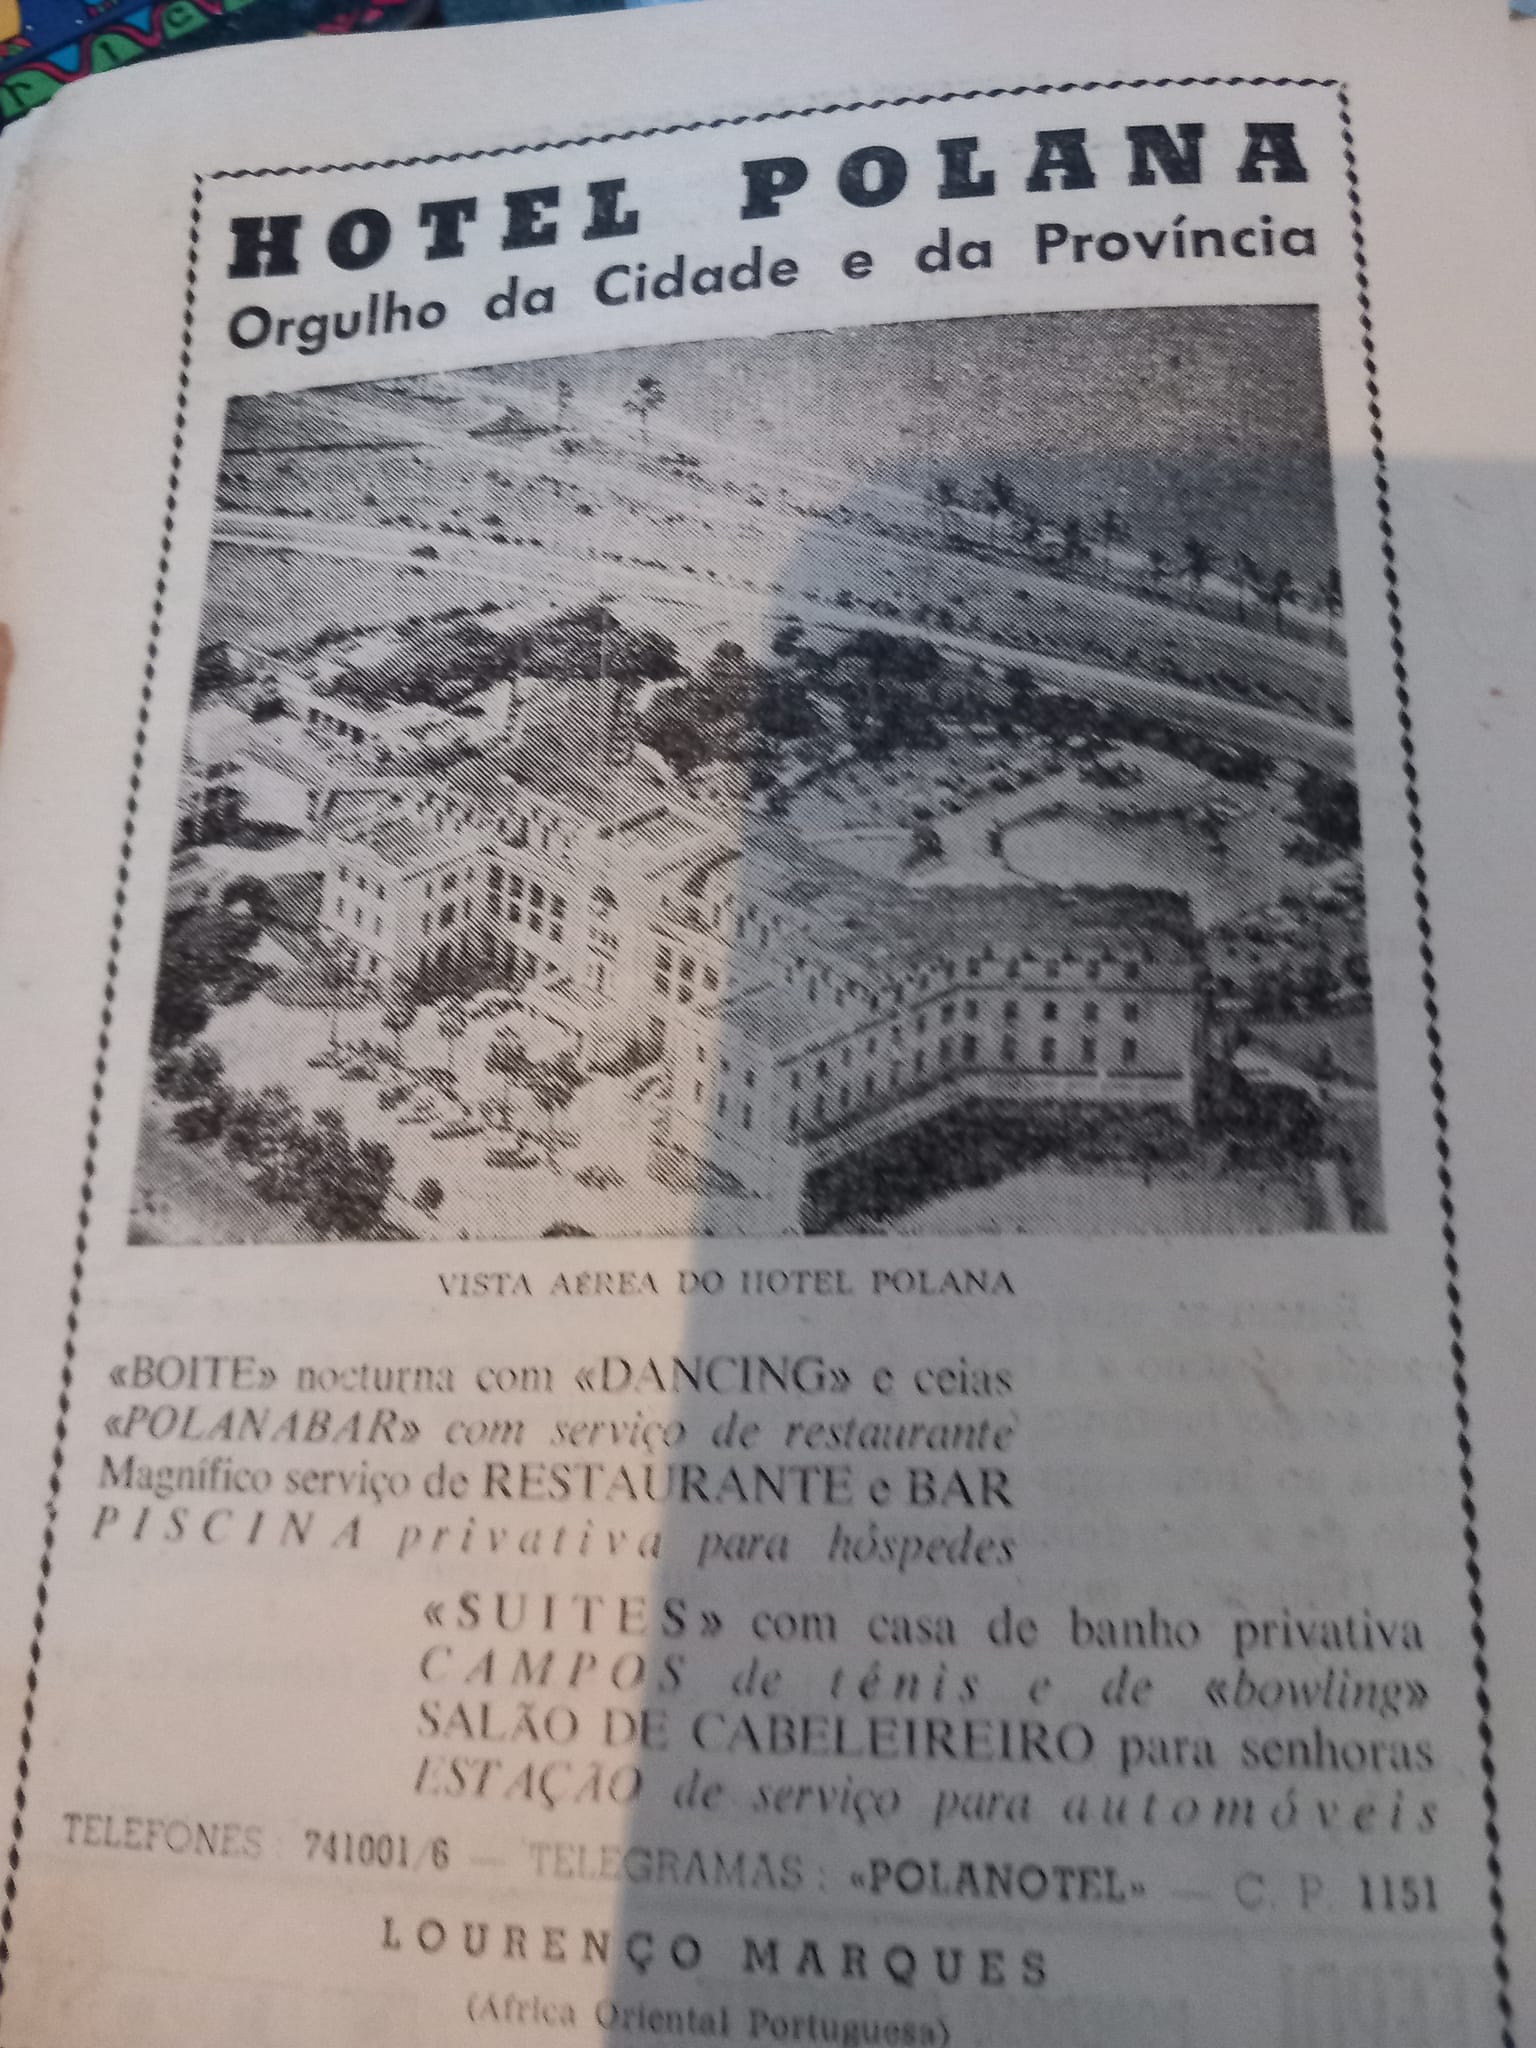 HOTEL POLANA
Orgulho da Cidade e da Província
VISTA AÉREA DO HOTEL POLANA
«BOITE» nocturna com «DANCING» e ceias
«POLANABAR» com serviço de restaurante
Magnífico serviço de RESTAURANTE e BAR
PISCINA privativa para hóspedes
«SUITES» com casa de banho privativa
CAMPOS de tênis e de «bowling»
SALÃO DE CABELEIREIRO para senhoras
ESTAÇÃO de serviço para automóveis
TELEFONES : 741001/6 — TELEGRAMAS : «POLANOTEL» — C. P. 1151
LOURENÇO MARQUES
(África Oriental Portuguesa)